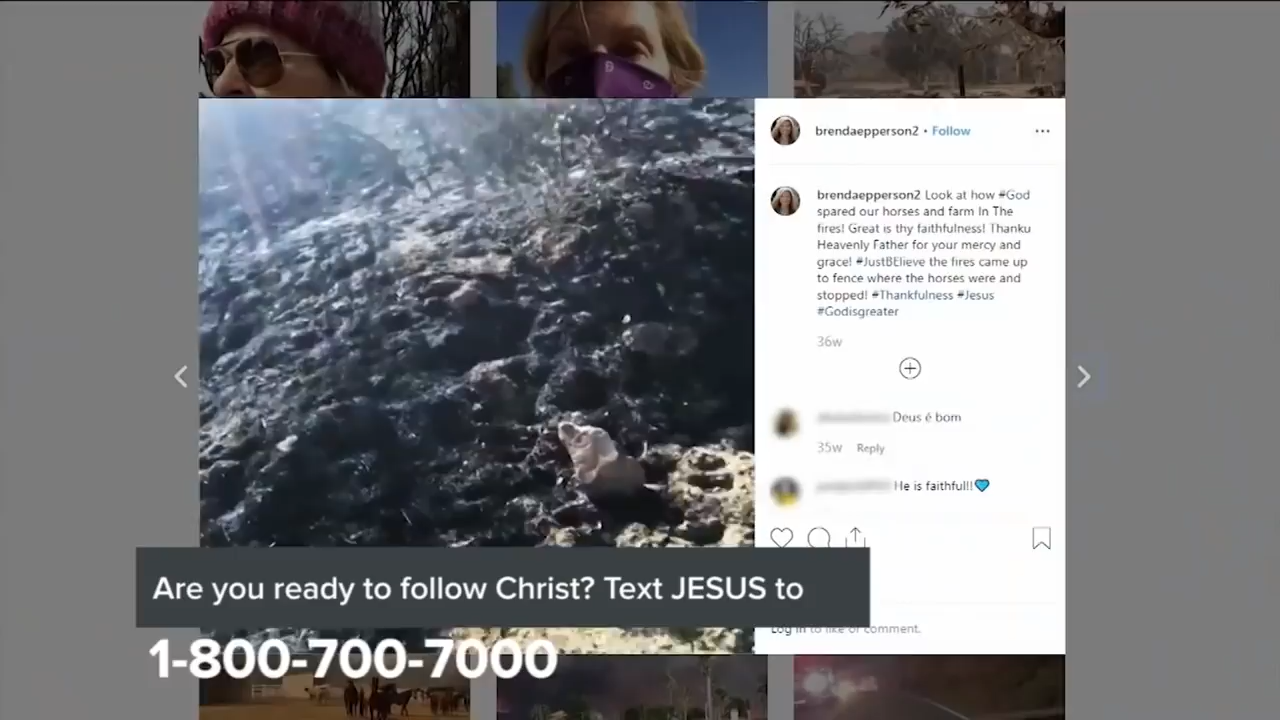 brendaepperson2 • Follow
brendaepperson2 Look at how #God
spared our horses and farm In The
fires! Great is thy faithfulness! Thanku
Heavenly Father for your mercy and
grace! #JustBElieve the fires came up
to fence where the horses were and
stopped! #Thankfulness #Jesus
#Godisgreater
36w
Deus é bom
35w Reply
He is faithful!!💙
Are you ready to follow Christ? Text JESUS to
Log in to like or comment.
1-800-700-7000